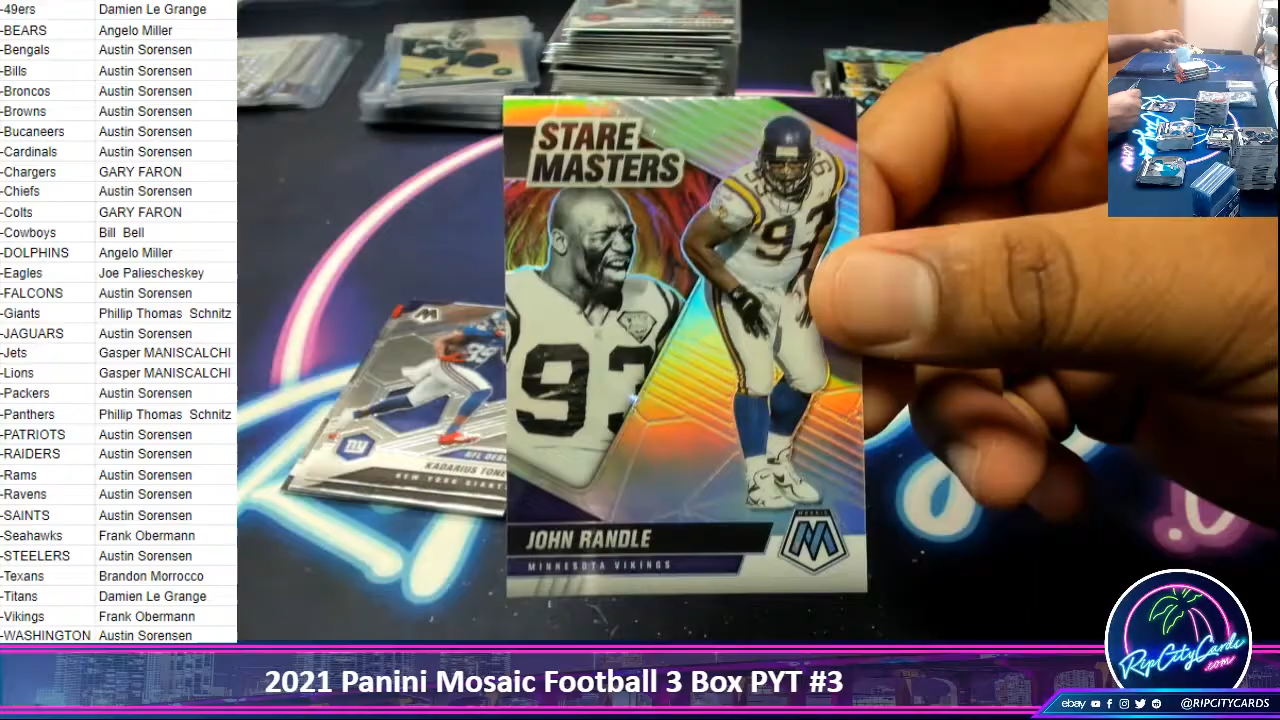 -49ers Damien Le Grange
-BEARS Angelo Miller
-Bengals Austin Sorensen
-Bills Austin Sorensen
-Broncos Austin Sorensen
-Browns Austin Sorensen
-Bucaneers Austin Sorensen
-Cardinals Austin Sorensen
-Chargers GARY FARON
-Chiefs Austin Sorensen
-Colts GARY FARON
-Cowboys Bill Bell
-DOLPHINS Angelo Miller
-Eagles Joe Paliescheskey
-FALCONS Austin Sorensen
-Giants Phillip Thomas Schnitz
-JAGUARS Austin Sorensen
-Jets Gasper MANISCALCHI
-Lions Gasper MANISCALCHI
-Packers Austin Sorensen
-Panthers Phillip Thomas Schnitz
-PATRIOTS Austin Sorensen
-RAIDERS Austin Sorensen
-Rams Austin Sorensen
-Ravens Austin Sorensen
-SAINTS Austin Sorensen
-Seahawks Frank Obermann
-STEELERS Austin Sorensen
-Texans Brandon Morrocco
-Titans Damien Le Grange
-Vikings Frank Obermann
-WASHINGTON Austin Sorensen
STARE
MASTERS
93
93
JOHN RANDLE
MINNESOTA VIKINGS
MOSAIC
NY
KADARIUS TONE
NEW YORK GIANT
RipCityCards
.com
2021 Panini Mosaic Football 3 Box PYT #3
ebay @RIPCITYCARDS